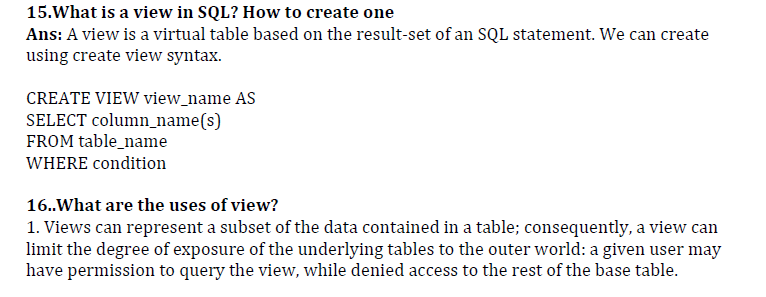 15.What is a view in SQL? How to create one
Ans: A view is a virtual table based on the result-set of an SQL statement. We can create
using create view syntax.
CREATE VIEW view_name AS
SELECT column_name(s)
FROM table_name
WHERE condition
16..What are the uses of view?
1. Views can represent a subset of the data contained in a table; consequently, a view can
limit the degree of exposure of the underlying tables to the outer world: a given user may
have permission to query the view, while denied access to the rest of the base table.